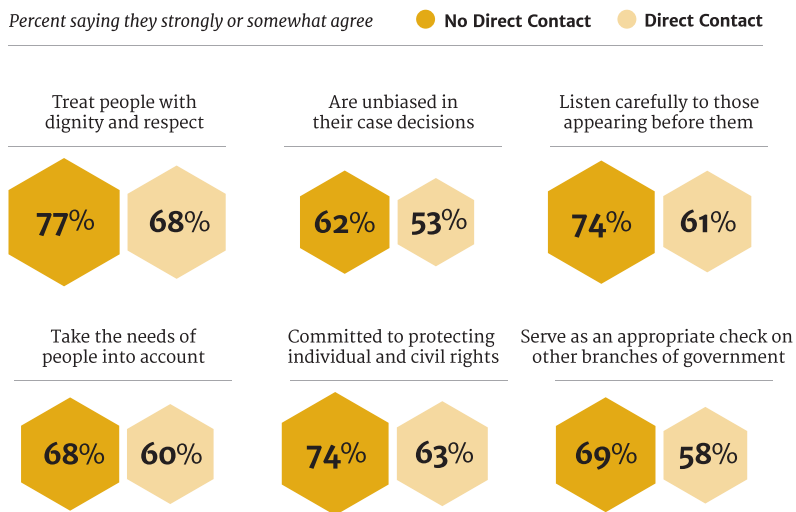 Percent saying they strongly or somewhat agree
No Direct Contact
Direct Contact
Treat people with
dignity and respect
77%
68%
Are unbiased in
their case decisions
62%
53%
Listen carefully to those
appearing before them
74%
61%
Take the needs of
people into account
68%
60%
Committed to protecting
individual and civil rights
74%
63%
Serve as an appropriate check on
other branches of government
69%
58%